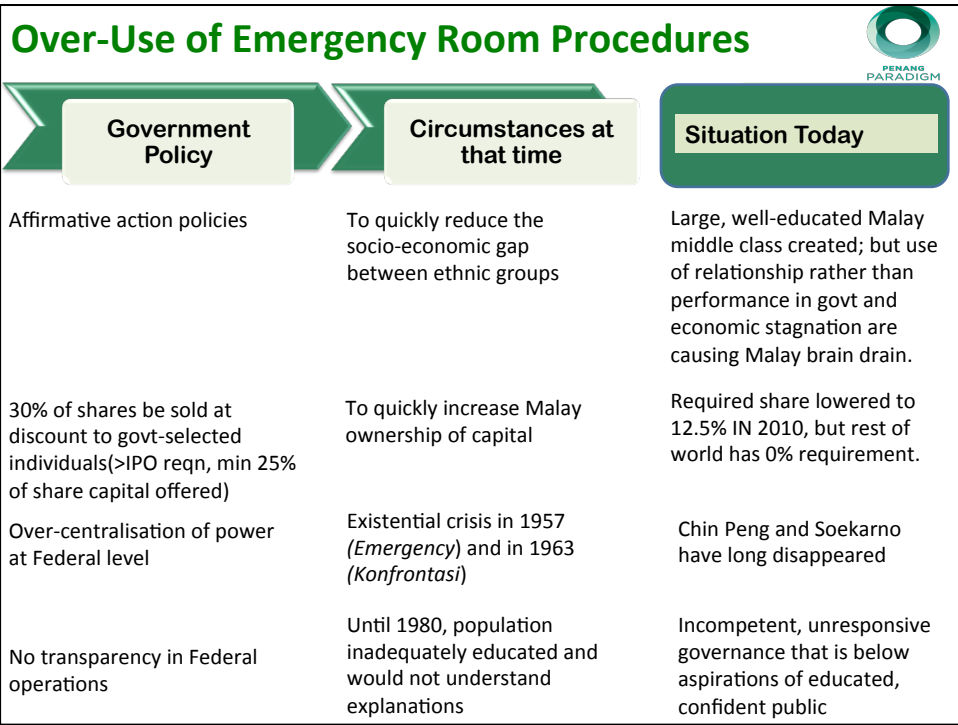 Over-Use of Emergency Room Procedures
PENANG
PARADIGM
Government
Policy
Circumstances at
that time
Situation Today
Affirmative action policies
To quickly reduce the
socio-economic gap
between ethnic groups
Large, well-educated Malay
middle class created; but use
of relationship rather than
performance in govt and
economic stagnation are
causing Malay brain drain.
30% of shares be sold at
discount to govt-selected
individuals(>IPO reqn, min 25%
of share capital offered)
To quickly increase Malay
ownership of capital
Required share lowered to
12.5% IN 2010, but rest of
world has 0% requirement.
Over-centralisation of power
at Federal level
Existential crisis in 1957
(Emergency) and in 1963
(Konfrontasi)
Chin Peng and Soekarno
have long disappeared
No transparency in Federal
operations
Until 1980, population
inadequately educated and
would not understand
explanations
Incompetent, unresponsive
governance that is below
aspirations of educated,
confident public